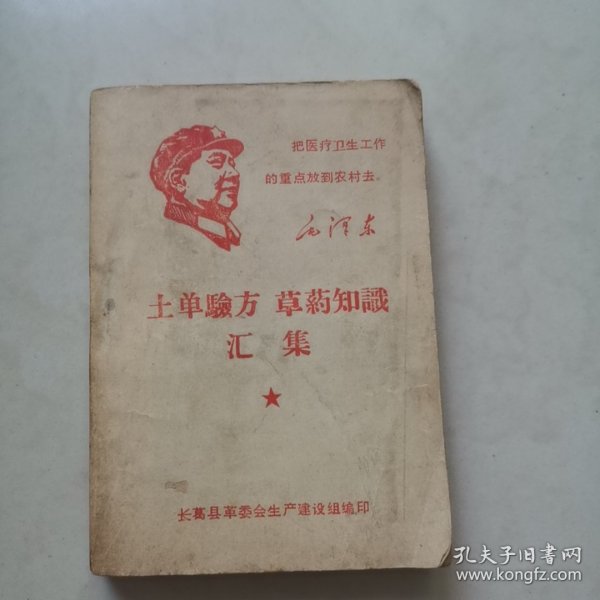 把医疗卫生工作
的重点放到农村去
毛泽东
土单驗方 草葯知識
汇 集
长葛县革委会生产建设组编印
孔夫子旧书网
www.kongfz.com